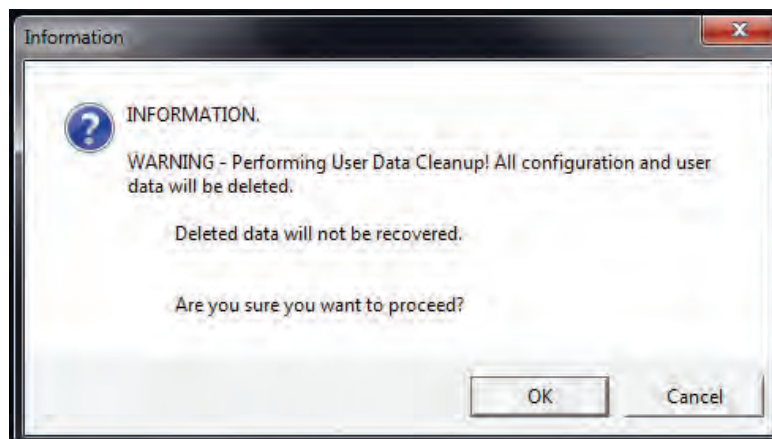 Information
INFORMATION.
WARNING - Performing User Data Cleanup! All configuration and user
data will be deleted.
Deleted data will not be recovered.
Are you sure you want to proceed?
OK
Cancel